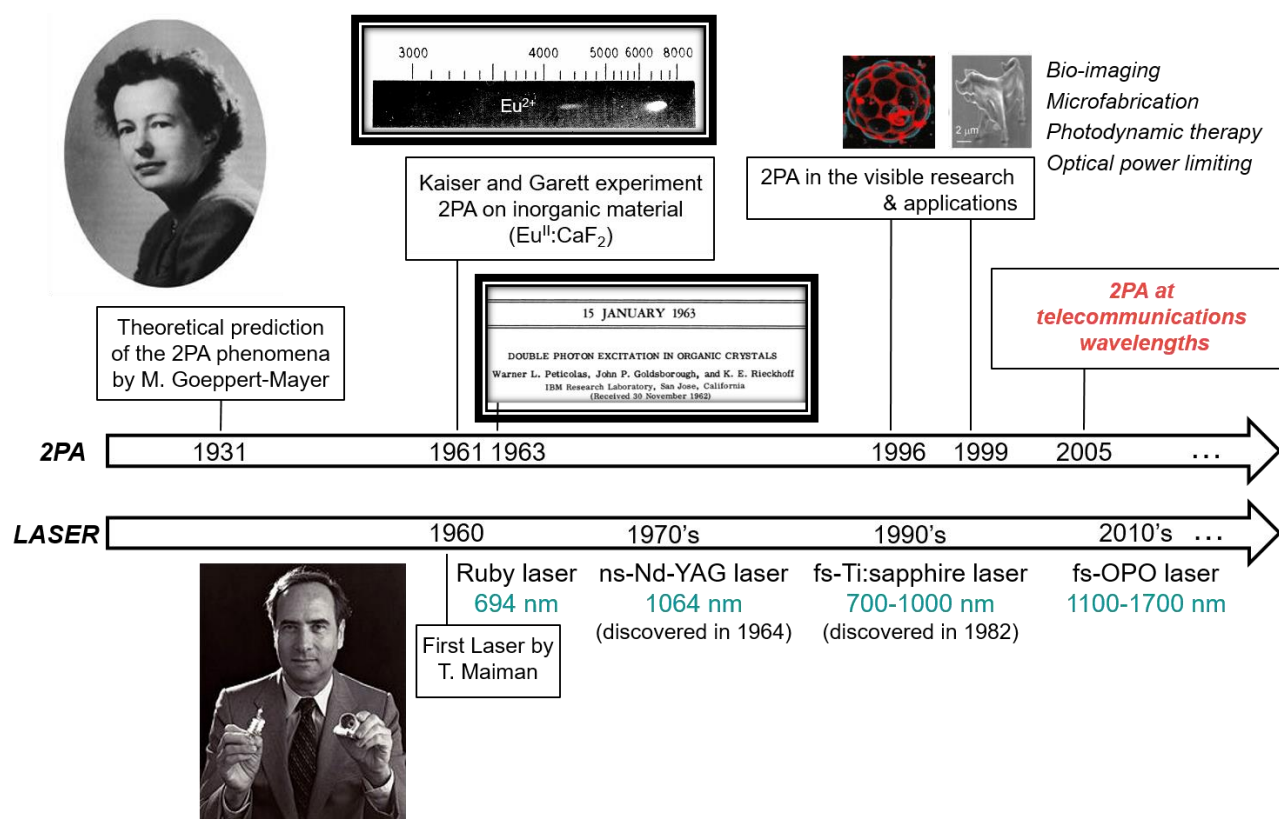 3000 4000 5000 6000 8000
Eu²⁺
Bio-imaging
Microfabrication
Photodynamic therapy
Optical power limiting
2 μm
Kaiser and Garett experiment
2PA on inorganic material
(Eu^II:CaF₂)
2PA in the visible research
& applications
2PA at
telecommunications
wavelengths
15 JANUARY 1963
DOUBLE PHOTON EXCITATION IN ORGANIC CRYSTALS
Warner L. Peticolas, John P. Goldsborough, and K. E. Rieckhoff
IBM Research Laboratory, San Jose, California
(Received 30 November 1962)
Theoretical prediction
of the 2PA phenomena
by M. Goeppert-Mayer
2PA 1931 1961 1963 1996 1999 2005 ...
LASER 1960 1970's 1990's 2010's ...
Ruby laser ns-Nd-YAG laser fs-Ti:sapphire laser fs-OPO laser
694 nm 1064 nm 700-1000 nm 1100-1700 nm
(discovered in 1964) (discovered in 1982)
First Laser by
T. Maiman